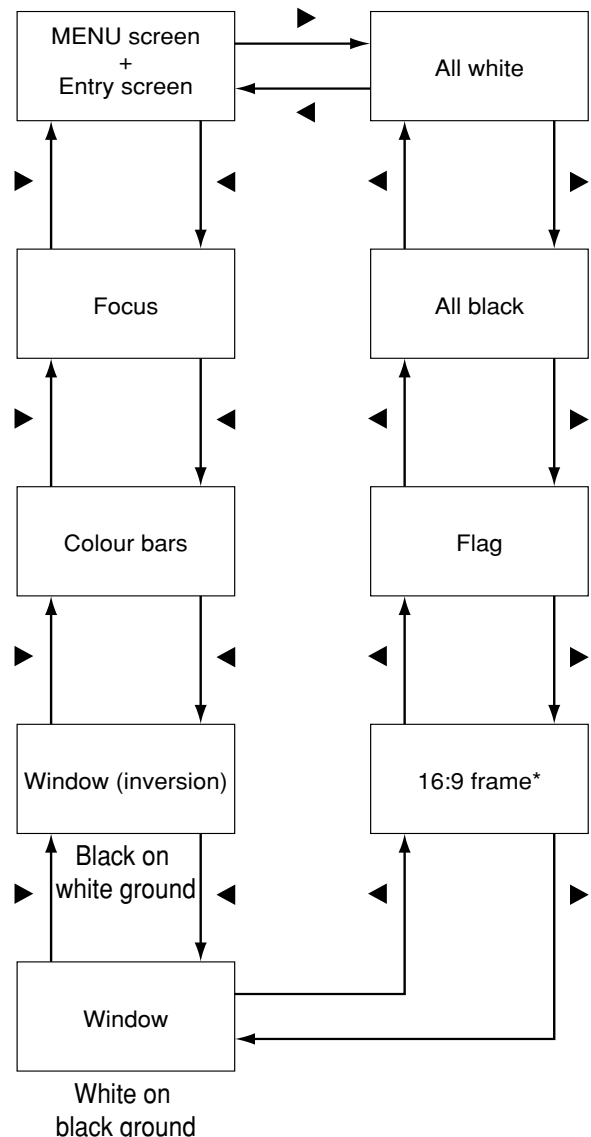 MENU screen
+
Entry screen
All white
Focus
All black
Colour bars
Flag
Window (inversion)
16:9 frame*
Black on
white ground
Window
White on
black ground